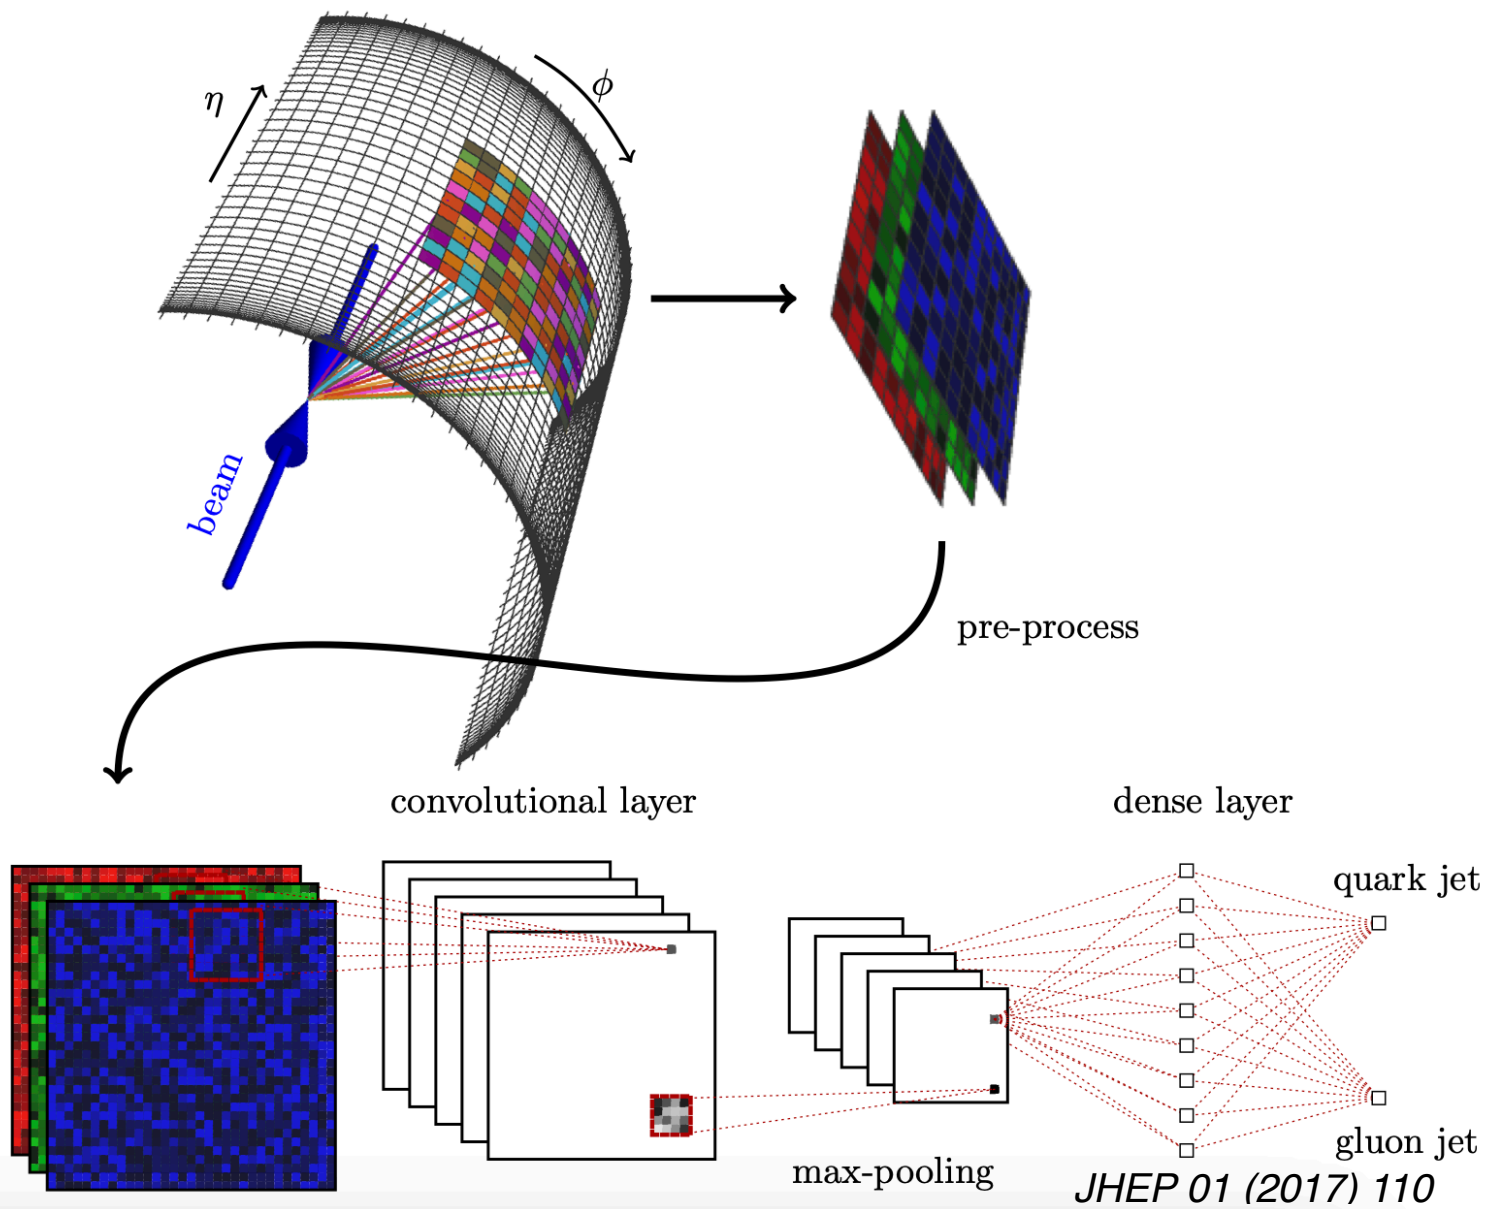 η
ϕ
beam
pre-process
convolutional layer
dense layer
quark jet
gluon jet
max-pooling
JHEP 01 (2017) 110